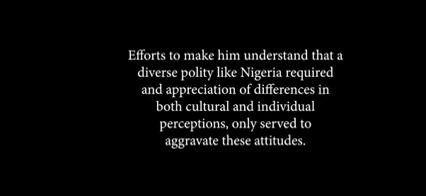 Efforts to make him understand that a
diverse polity like Nigeria required
and appreciation of differences in
both cultural and individual
perceptions, only served to
aggravate these attitudes.